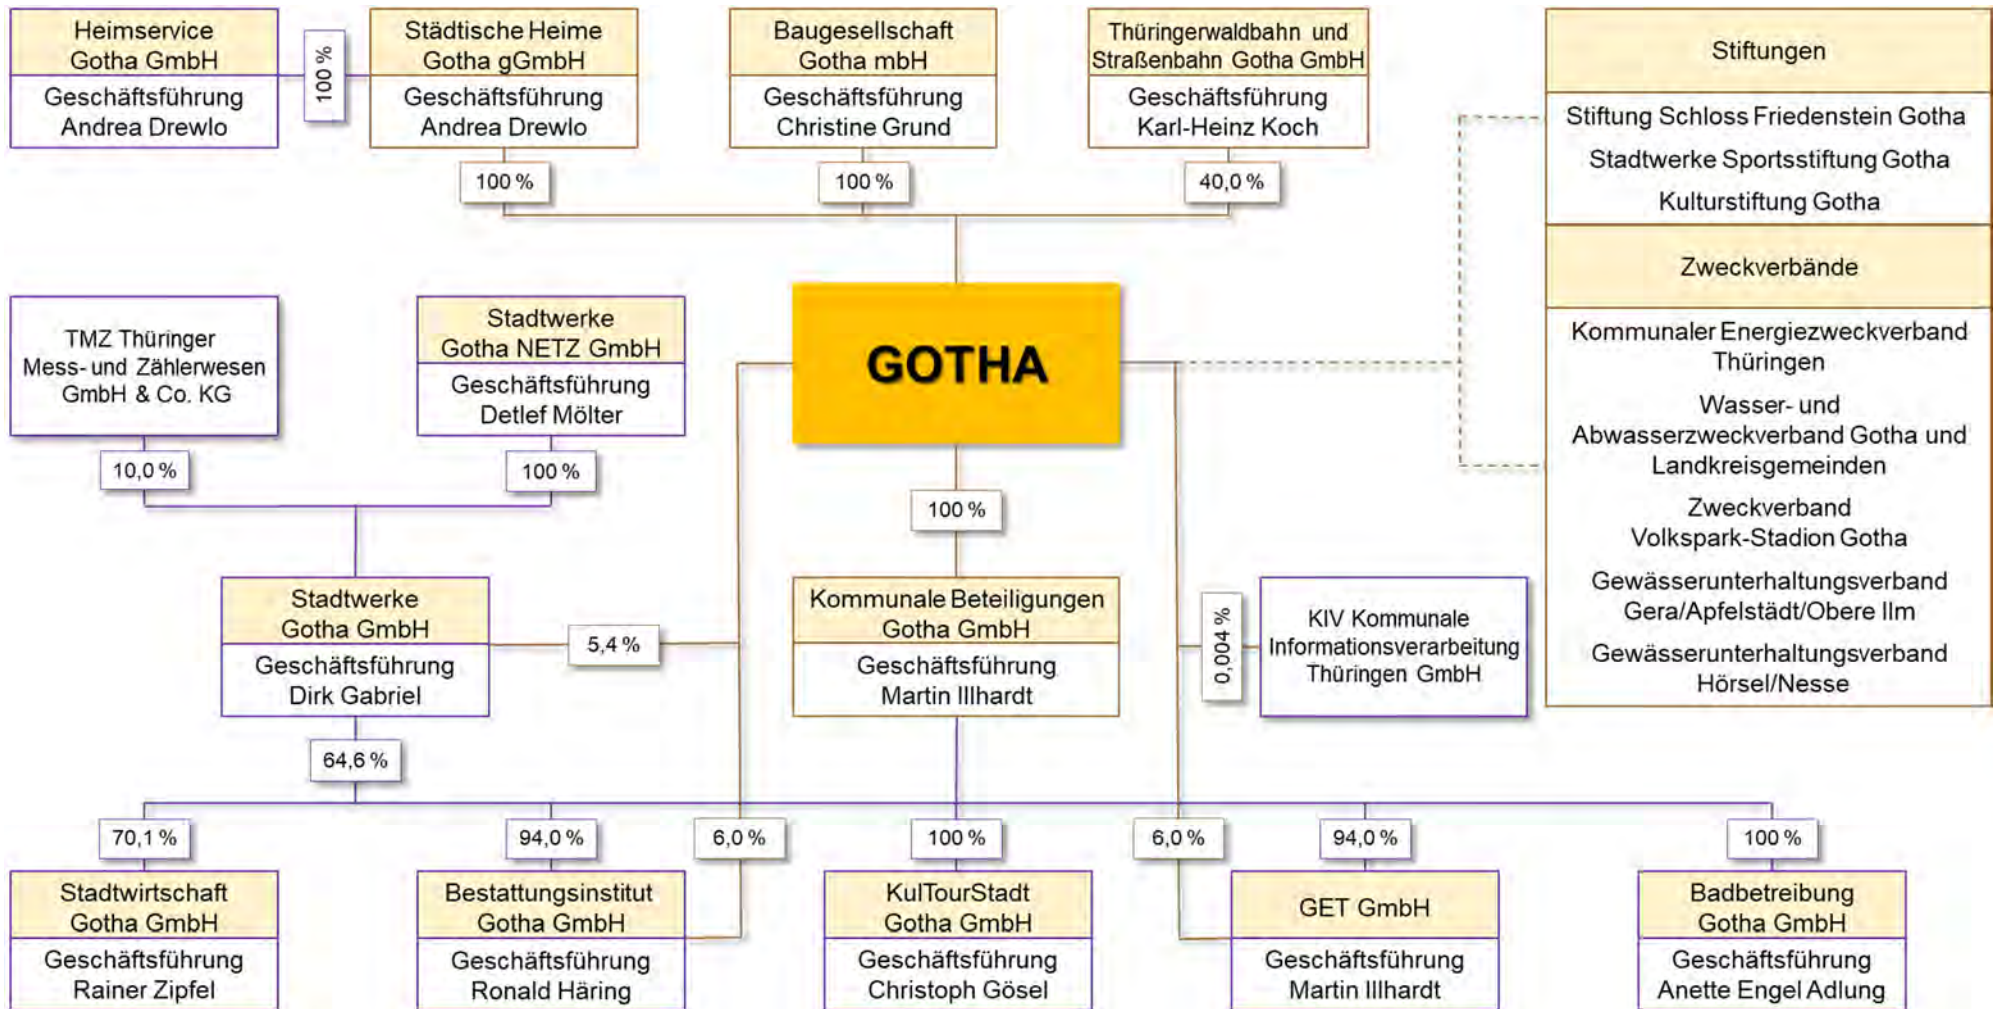 Heimservice
Gotha GmbH
Geschäftsführung
Andrea Drewlo
100 %
Städtische Heime
Gotha gGmbH
Geschäftsführung
Andrea Drewlo
100 %
Baugesellschaft
Gotha mbH
Geschäftsführung
Christine Grund
100 %
Thüringerwaldbahn und
Straßenbahn Gotha GmbH
Geschäftsführung
Karl-Heinz Koch
40,0 %
Stiftungen
Stiftung Schloss Friedenstein Gotha
Stadtwerke Sportsstiftung Gotha
Kulturstiftung Gotha
Zweckverbände
Kommunaler Energiezweckverband
Thüringen
Wasser- und
Abwasserzweckverband Gotha und
Landkreisgemeinden
Zweckverband
Volkspark-Stadion Gotha
Gewässerunterhaltungsverband
Gera/Apfelstädt/Obere Ilm
Gewässerunterhaltungsverband
Hörsel/Nesse
TMZ Thüringer
Mess- und Zählerwesen
GmbH & Co. KG
10,0 %
Stadtwerke
Gotha NETZ GmbH
Geschäftsführung
Detlef Mölter
100 %
GOTHA
100 %
Stadtwerke
Gotha GmbH
Geschäftsführung
Dirk Gabriel
5,4 %
64,6 %
Kommunale Beteiligungen
Gotha GmbH
Geschäftsführung
Martin Illhardt
0,004 %
KIV Kommunale
Informationsverarbeitung
Thüringen GmbH
70,1 %
94,0 %
6,0 %
100 %
6,0 %
94,0 %
100 %
Stadtwirtschaft
Gotha GmbH
Geschäftsführung
Rainer Zipfel
Bestattungsinstitut
Gotha GmbH
Geschäftsführung
Ronald Häring
KulTourStadt
Gotha GmbH
Geschäftsführung
Christoph Gösel
GET GmbH
Geschäftsführung
Martin Illhardt
Badbetreibung
Gotha GmbH
Geschäftsführung
Anette Engel Adlung